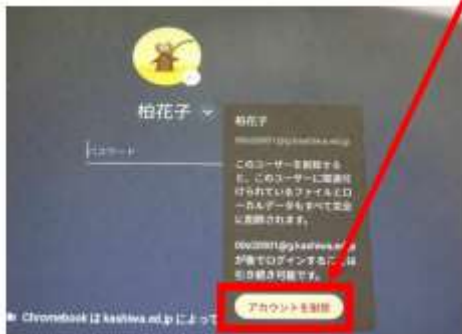 柏花子
パスワード
柏花子
このユーザーを削除する
と、このユーザーに関連付
けられているファイルとロ
ーカルデータもすべて完全
に削除されます。
が後でログインすることは
引き続き可能です。
アカウントを削除
Chromebook は kashiwa.ed.jp によって